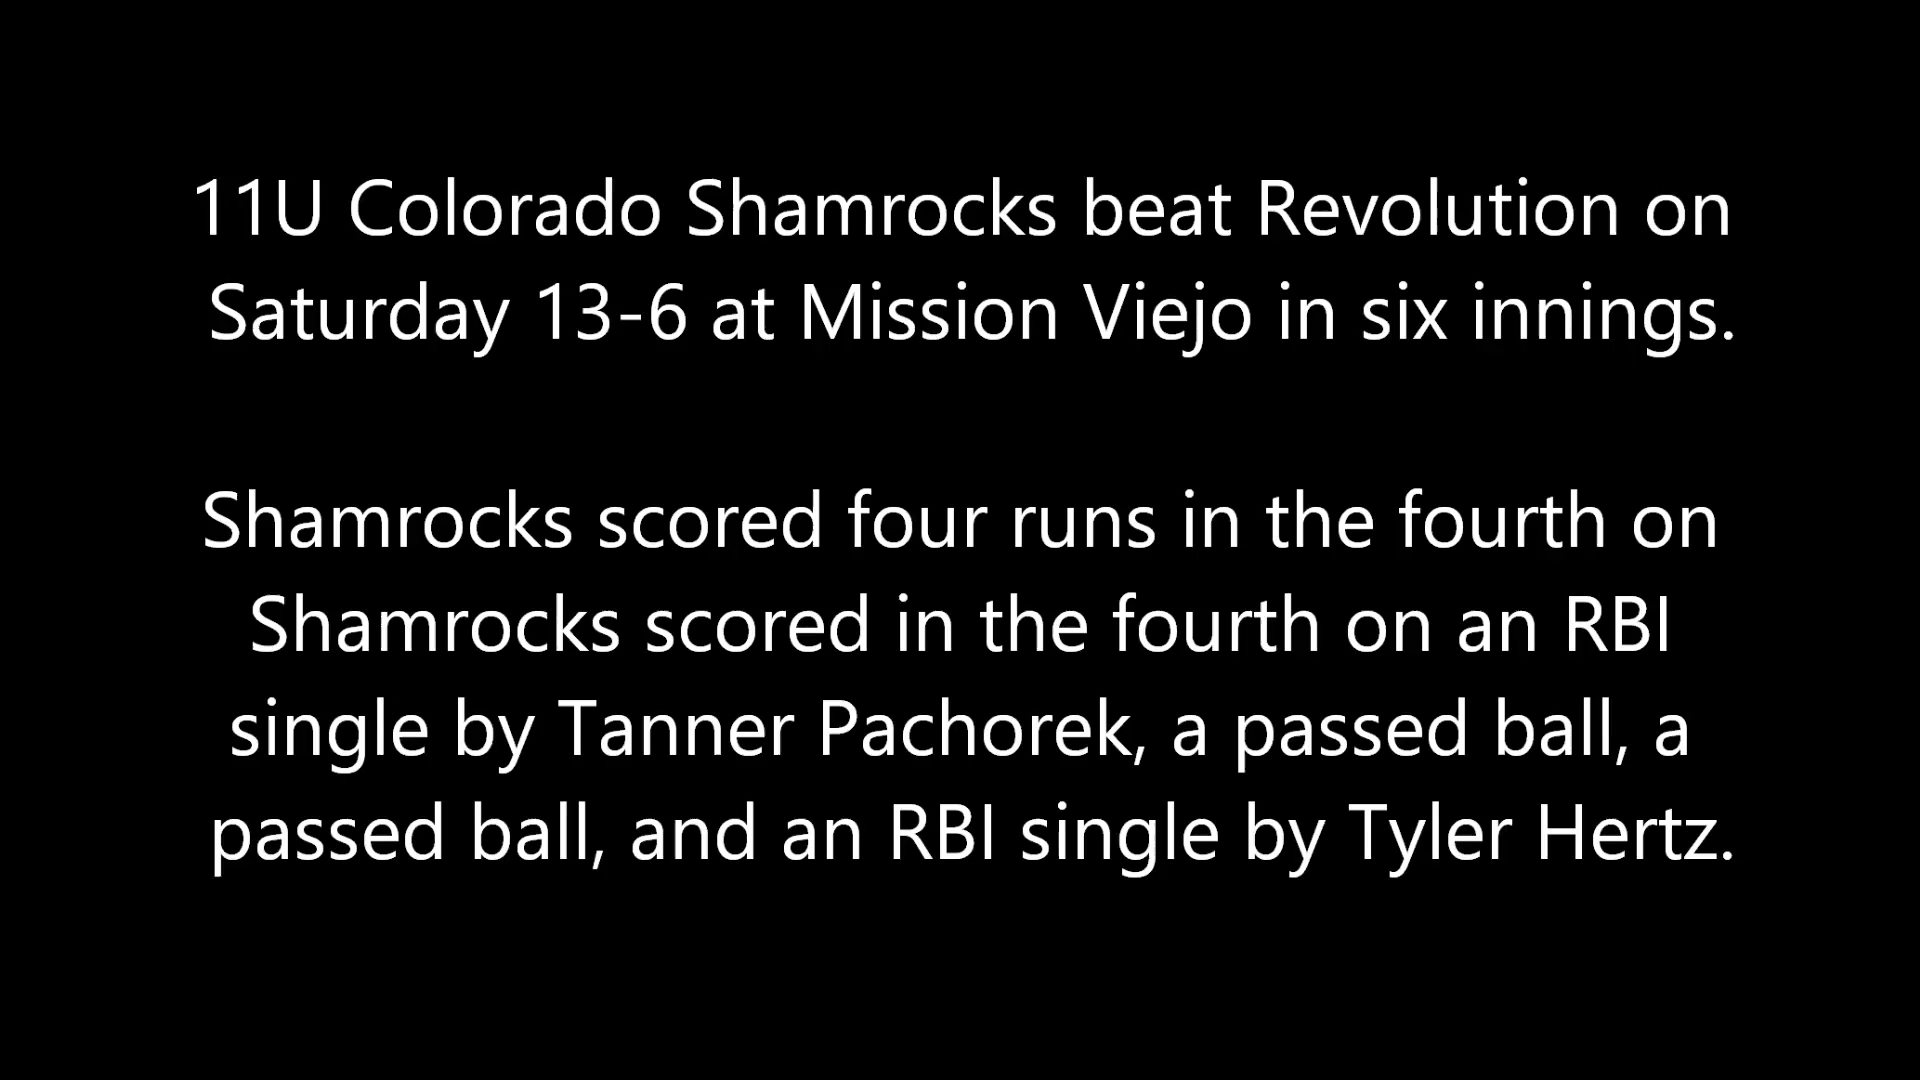 11U Colorado Shamrocks beat Revolution on
Saturday 13-6 at Mission Viejo in six innings.
Shamrocks scored four runs in the fourth on
Shamrocks scored in the fourth on an RBI
single by Tanner Pachorek, a passed ball, a
passed ball, and an RBI single by Tyler Hertz.